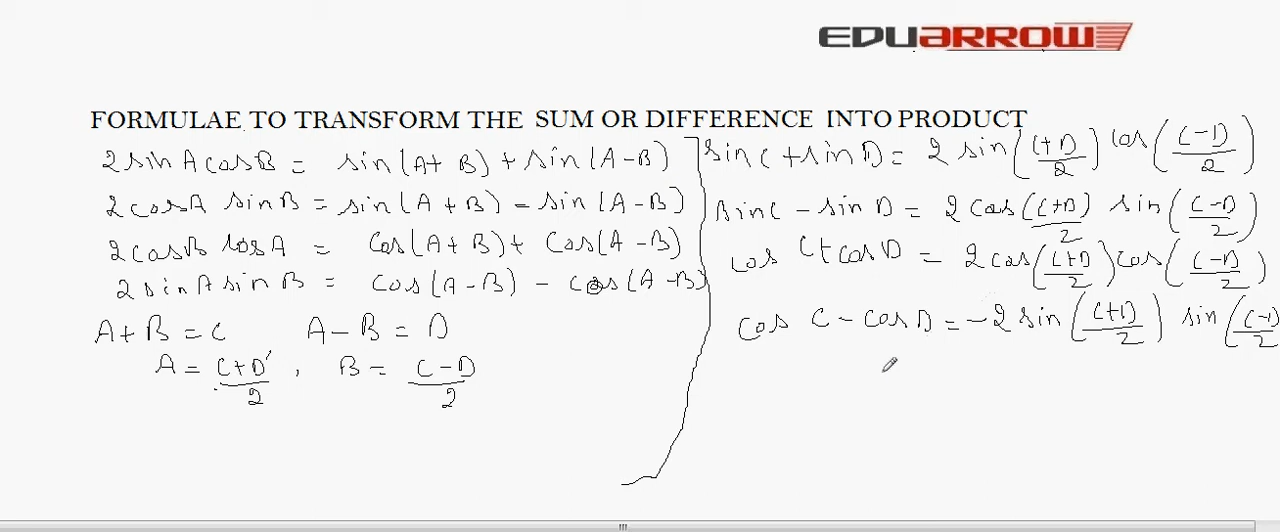 EDUARROW
FORMULAE TO TRANSFORM THE SUM OR DIFFERENCE INTO PRODUCT
2 sin A cos B = sin(A+B) + sin(A-B)
2 cos A sin B = sin(A+B) - sin(A-B)
2 cos B cos A = cos(A+B) + cos(A-B)
2 sin A sin B = cos(A-B) - cos(A-B)
A+B = C A-B = D
A = (C+D)/2 , B = (C-D)/2
sin C + sin D = 2 sin((C+D)/2) cos((C-D)/2)
sin C - sin D = 2 cos((C+D)/2) sin((C-D)/2)
cos C + cos D = 2 cos((C+D)/2) cos((C-D)/2)
cos C - cos D = -2 sin((C+D)/2) sin((C-D)/2